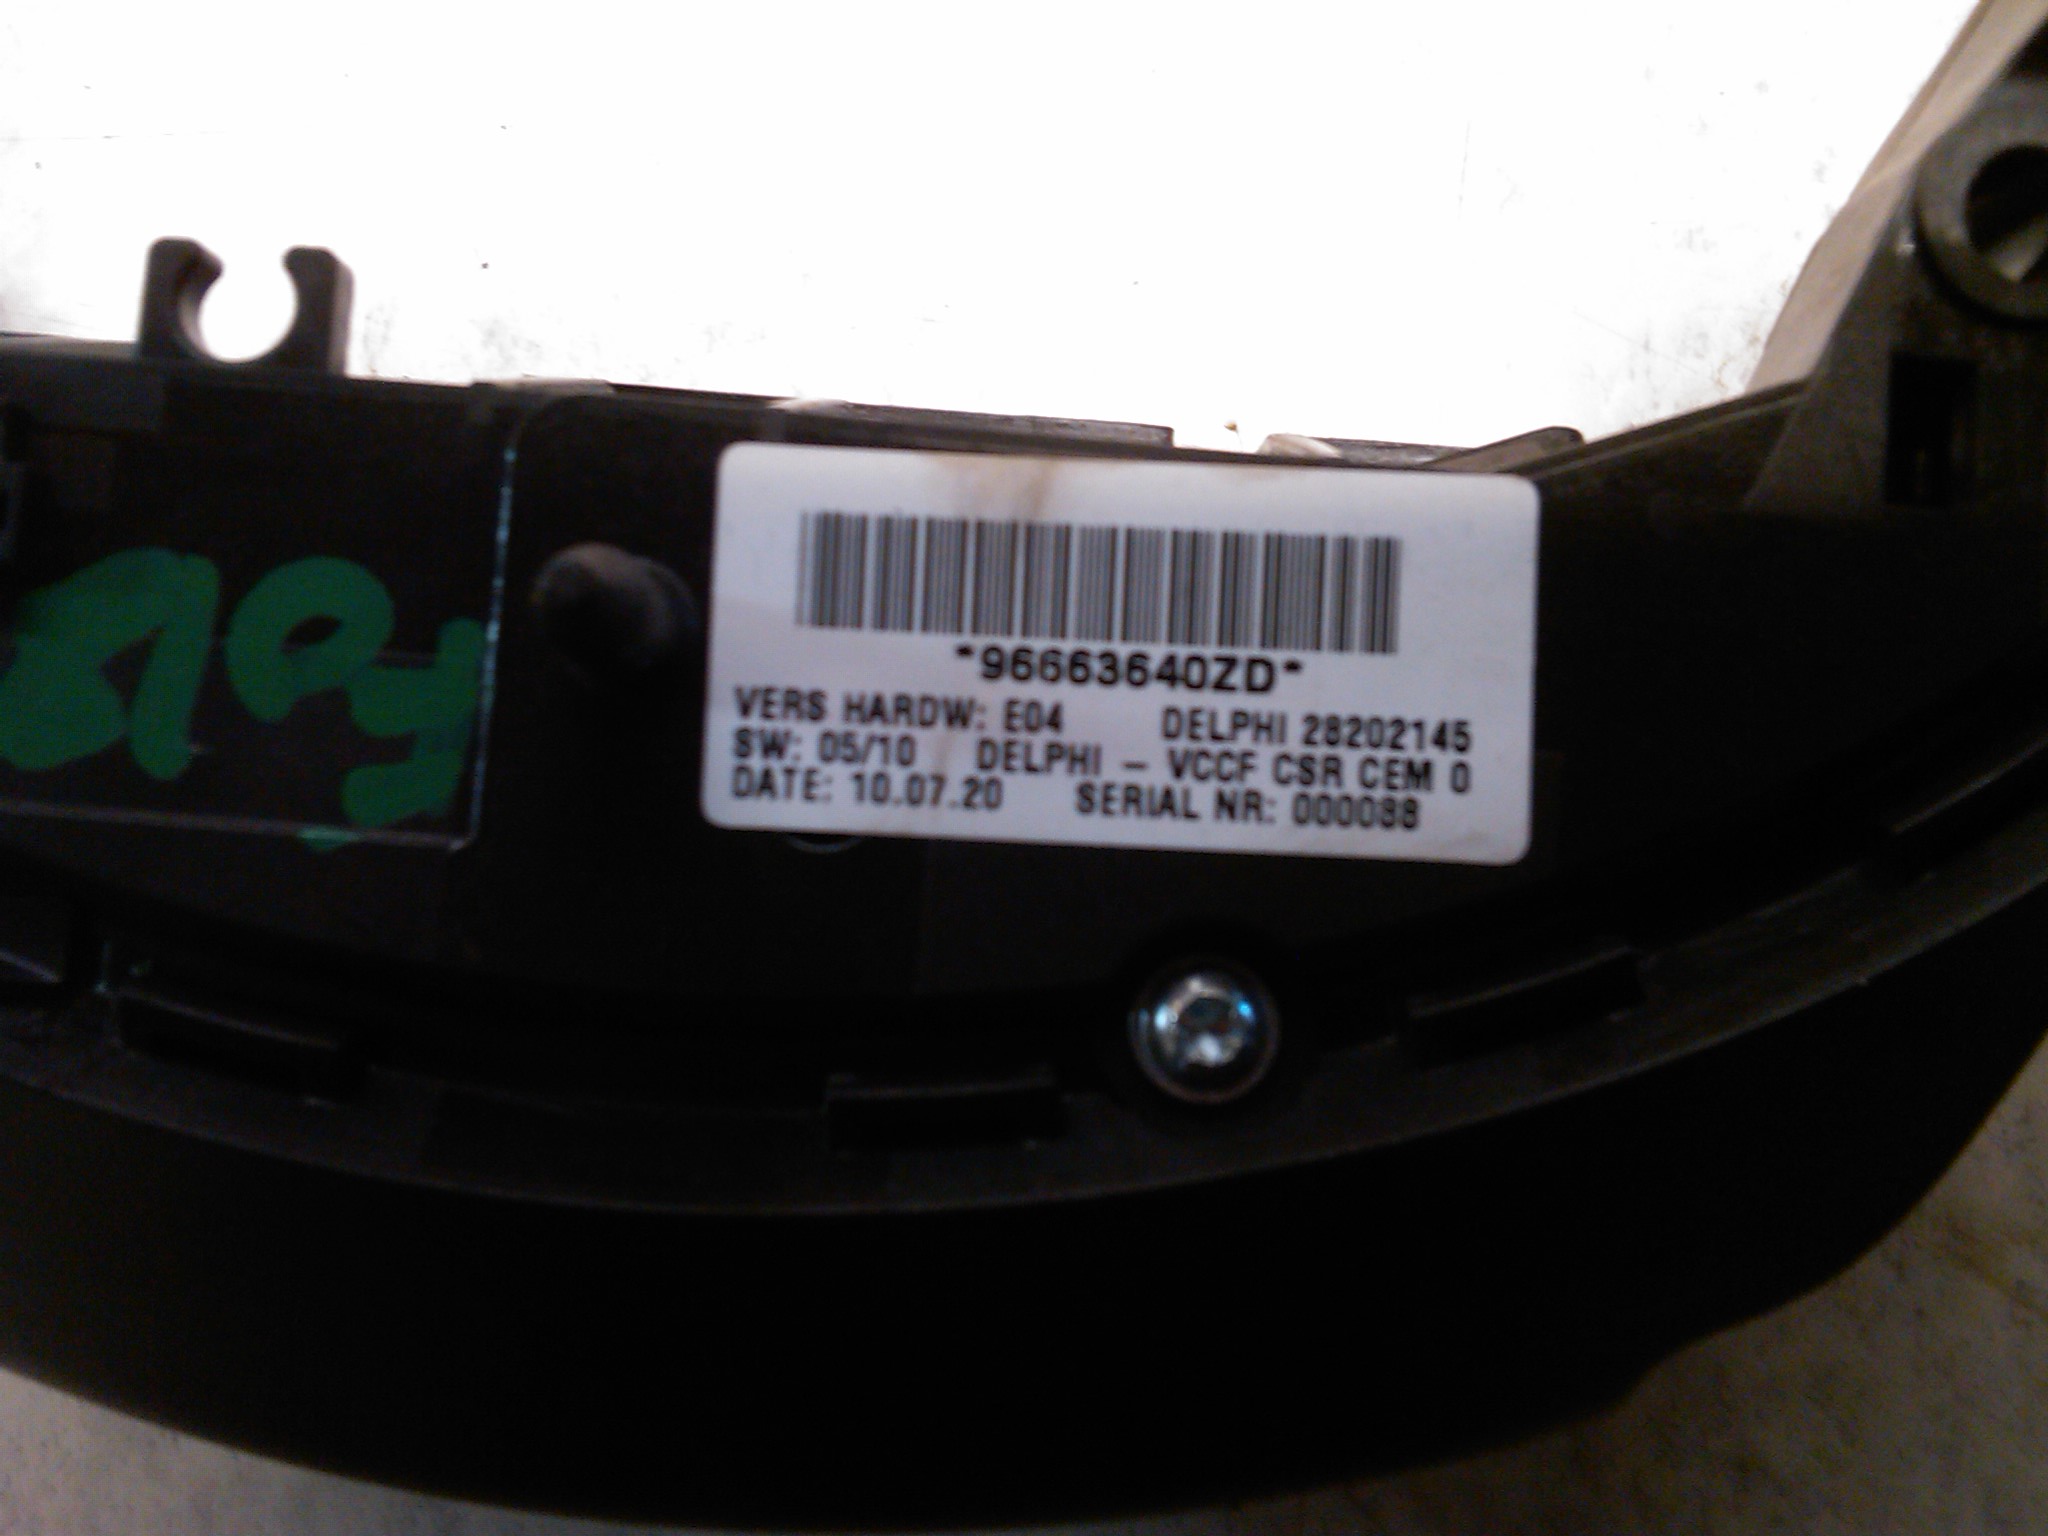 *96663640ZD*
VERS HARDW: E04 DELPHI 28202145
SW: 05/10 DELPHI - VCCF CSR CEM 0
DATE: 10.07.20 SERIAL NR: 000088